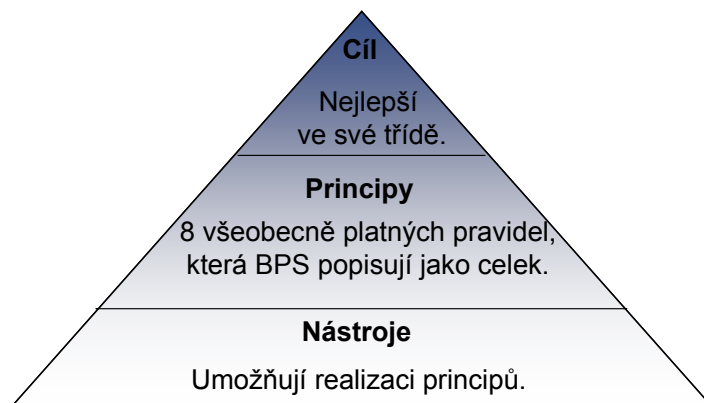 Cíl
Nejlepší
ve své třídě.
Principy
8 všeobecně platných pravidel,
která BPS popisují jako celek.
Nástroje
Umožňují realizaci principů.